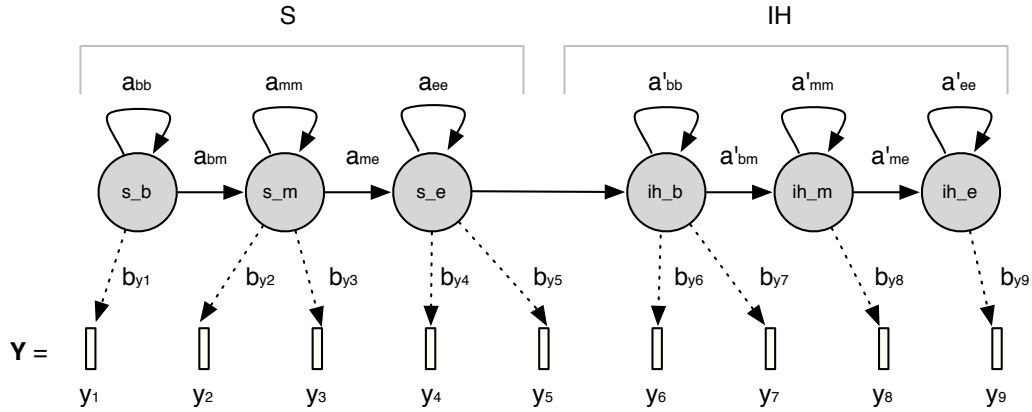 S IH
abb amm aee a'bb a'mm a'ee
abm ame a'bm a'me
s_b s_m s_e ih_b ih_m ih_e
by1 by2 by3 by4 by5 by6 by7 by8 by9
Y =
y1 y2 y3 y4 y5 y6 y7 y8 y9